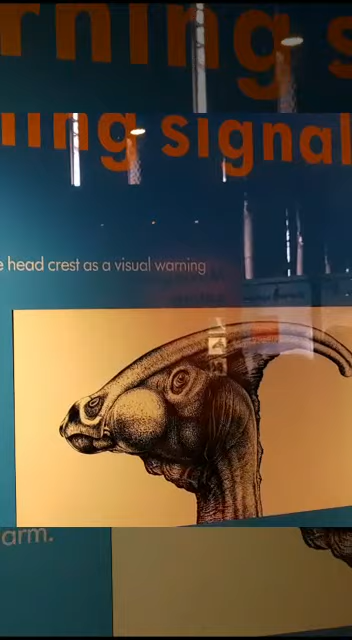 rning s
ning signal
e head crest as a visual warning
arm.